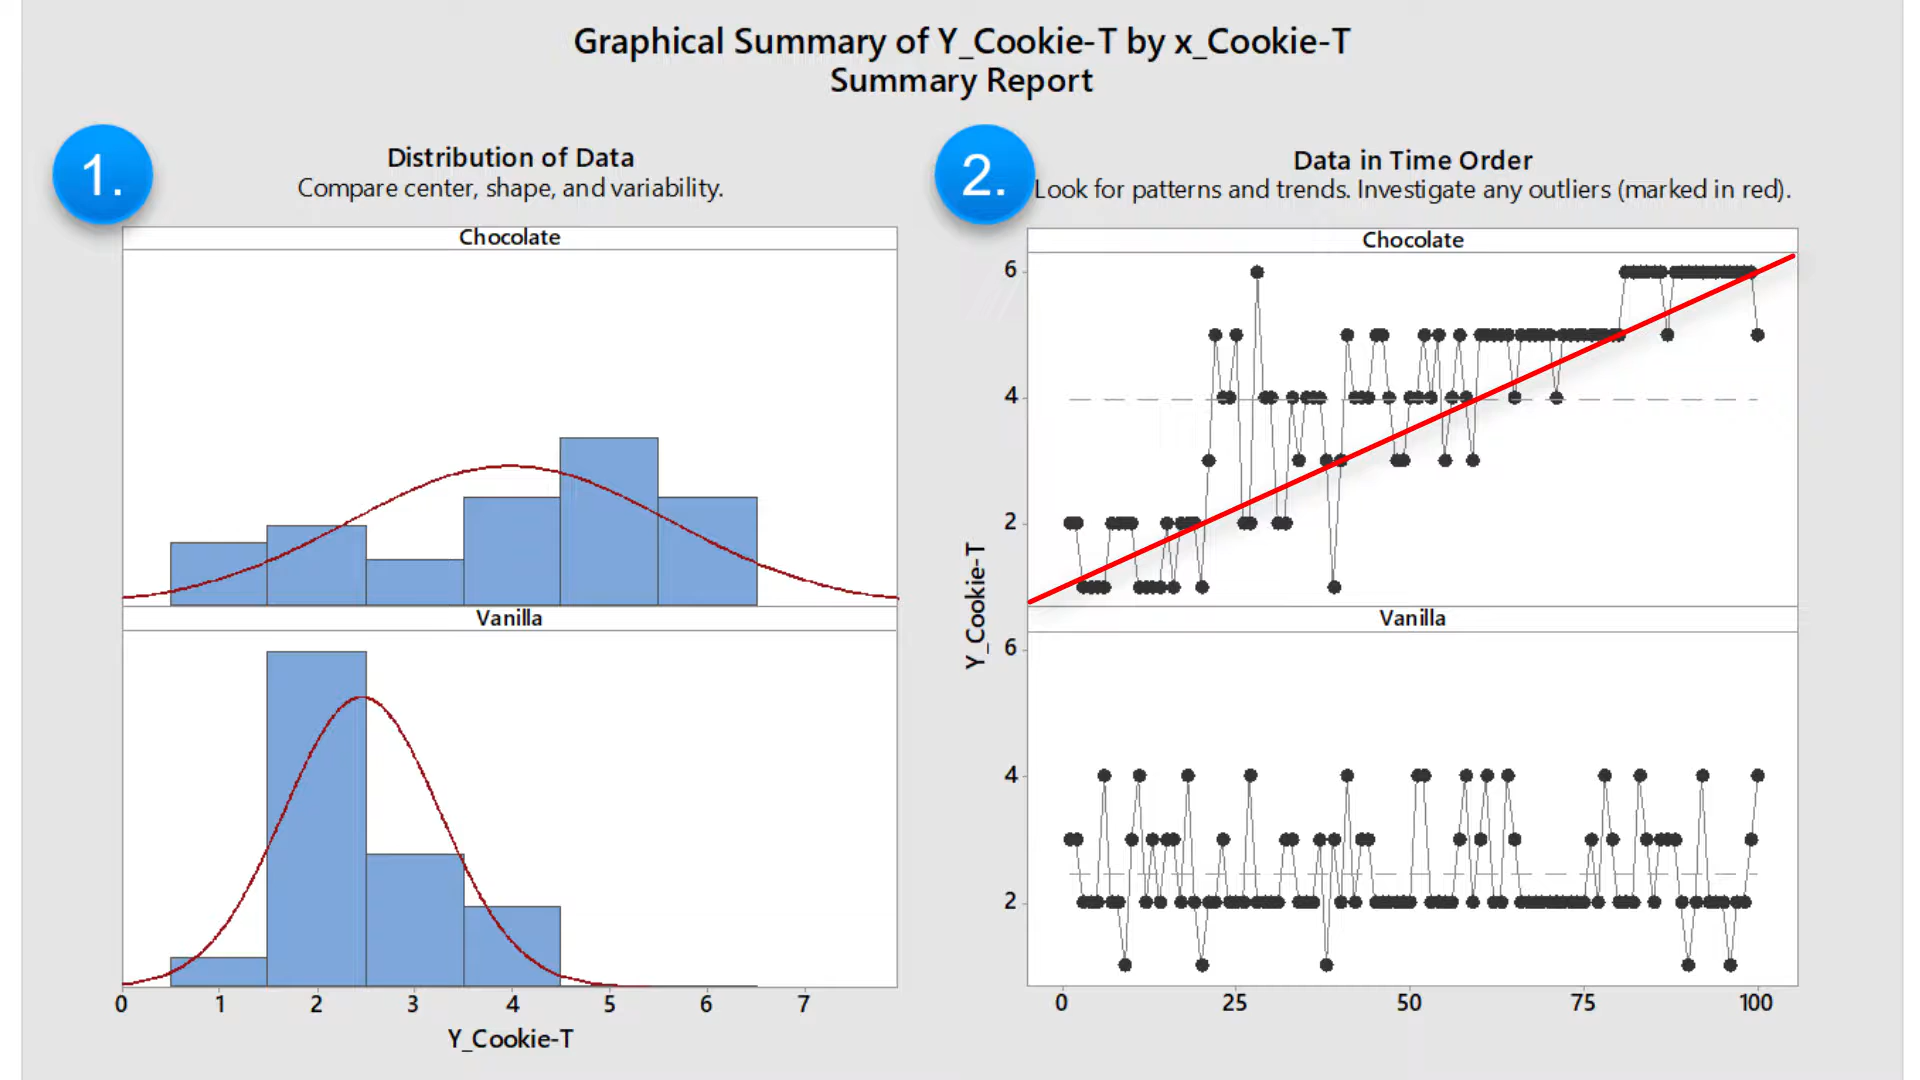 Graphical Summary of Y_Cookie-T by x_Cookie-T
Summary Report
1.
Distribution of Data
Compare center, shape, and variability.
Chocolate
Vanilla
0 1 2 3 4 5 6 7
Y_Cookie-T
2.
Data in Time Order
Look for patterns and trends. Investigate any outliers (marked in red).
Chocolate
6
4
2
Y_Cookie-T
Vanilla
6
4
2
0 25 50 75 100